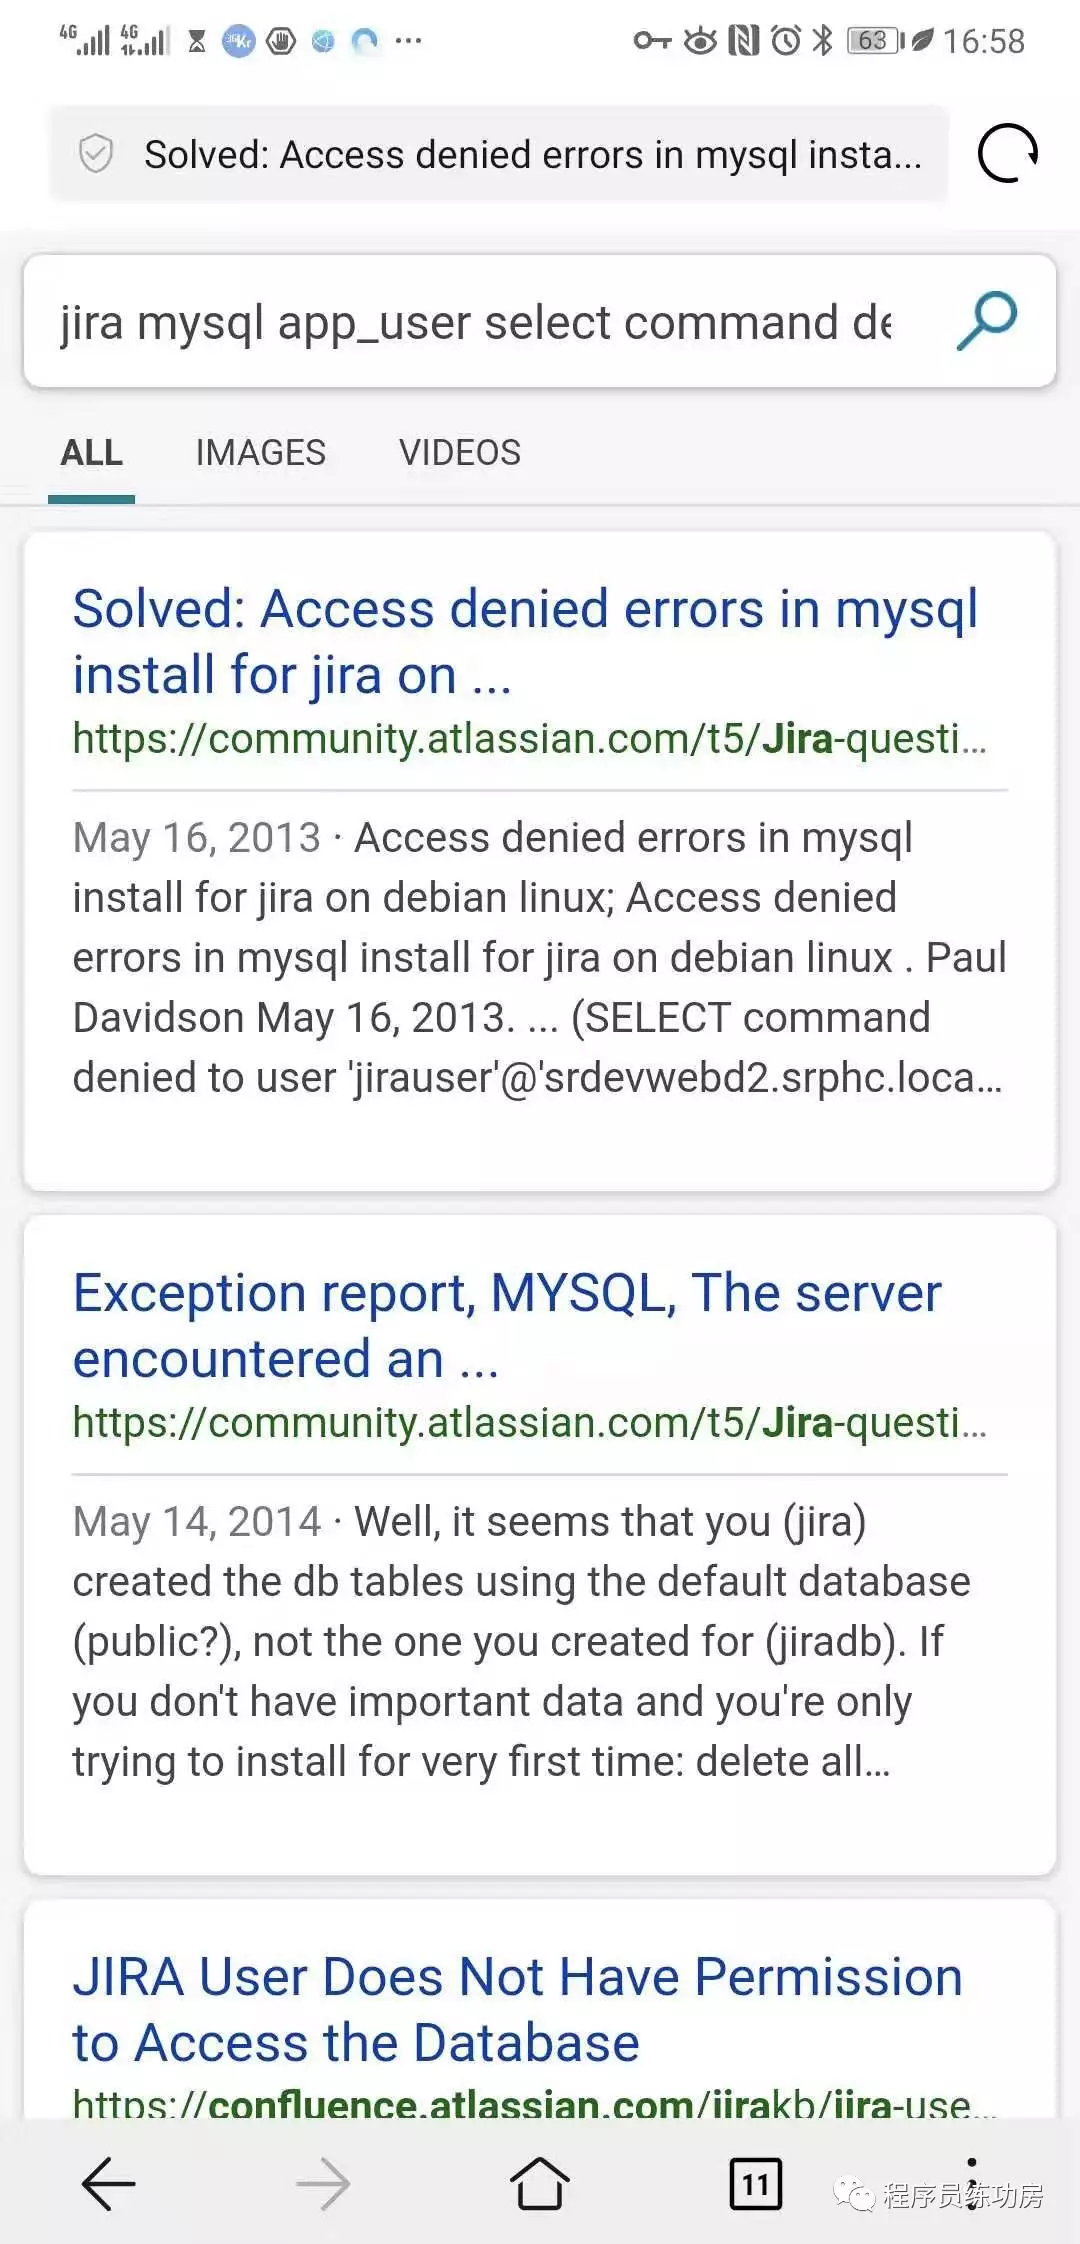 4G 4G 36Kr 63 16:58
Solved: Access denied errors in mysql insta...
jira mysql app_user select command de
ALL IMAGES VIDEOS
Solved: Access denied errors in mysql
install for jira on ...
https://community.atlassian.com/t5/Jira-questi...
May 16, 2013 · Access denied errors in mysql
install for jira on debian linux; Access denied
errors in mysql install for jira on debian linux . Paul
Davidson May 16, 2013. ... (SELECT command
denied to user 'jirauser'@'srdevwebd2.srphc.loca...
Exception report, MYSQL, The server
encountered an ...
https://community.atlassian.com/t5/Jira-questi...
May 14, 2014 · Well, it seems that you (jira)
created the db tables using the default database
(public?), not the one you created for (jiradb). If
you don't have important data and you're only
trying to install for very first time: delete all...
JIRA User Does Not Have Permission
to Access the Database
https://confluence.atlassian.com/jirakb/jira-use...
11 程序员练功房